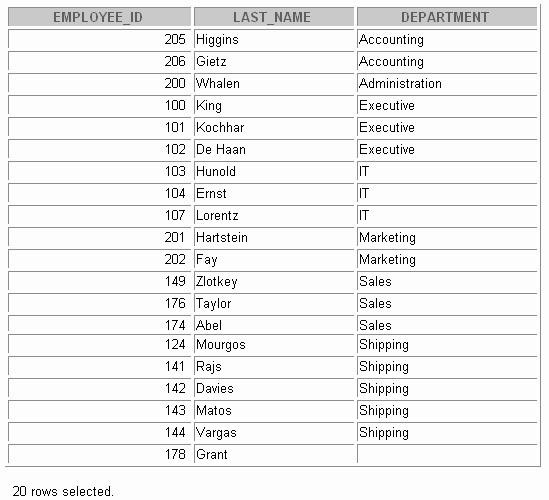 EMPLOYEE_ID LAST_NAME DEPARTMENT
205 Higgins Accounting
206 Gietz Accounting
200 Whalen Administration
100 King Executive
101 Kochhar Executive
102 De Haan Executive
103 Hunold IT
104 Ernst IT
107 Lorentz IT
201 Hartstein Marketing
202 Fay Marketing
149 Zlotkey Sales
176 Taylor Sales
174 Abel Sales
124 Mourgos Shipping
141 Rajs Shipping
142 Davies Shipping
143 Matos Shipping
144 Vargas Shipping
178 Grant
20 rows selected.